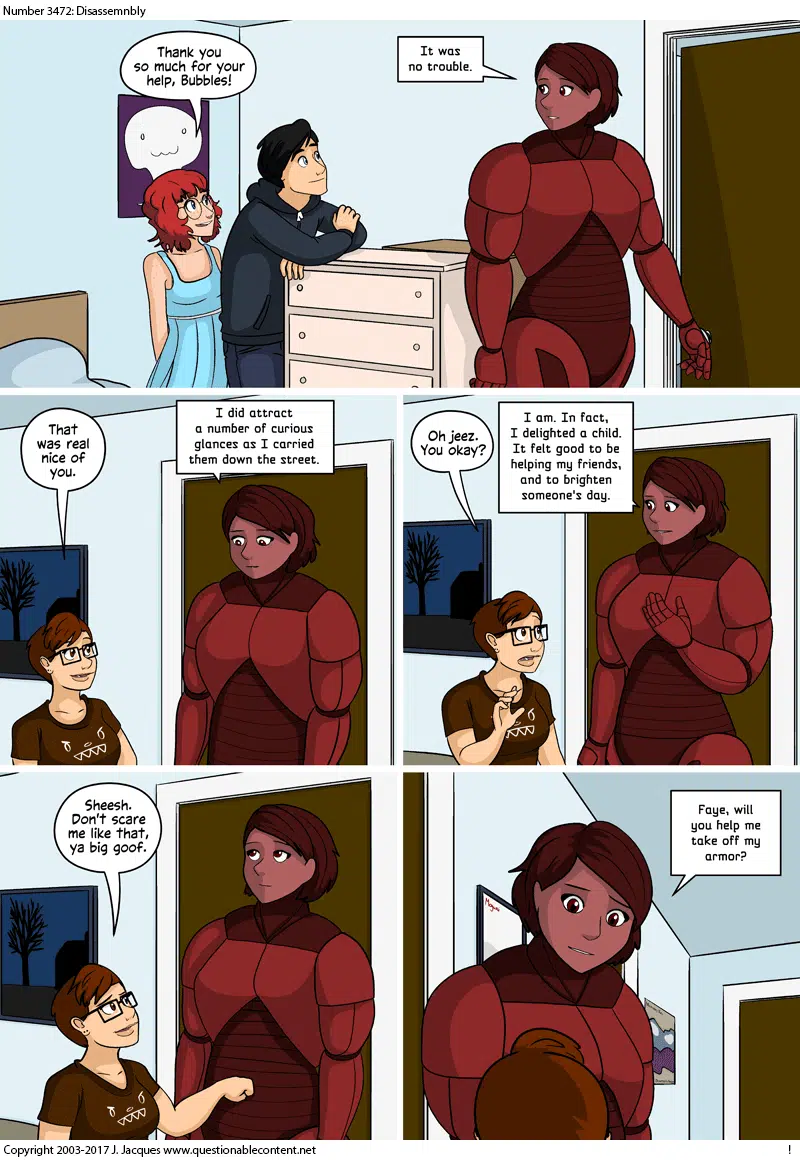 Number 3472: Disassemnbly
Thank you
so much for your
help, Bubbles!
It was
no trouble.
That
was real
nice of
you.
I did attract
a number of curious
glances as I carried
them down the street.
Oh jeez.
You okay?
I am. In fact,
I delighted a child.
It felt good to be
helping my friends,
and to brighten
someone's day.
Sheesh.
Don't scare
me like that,
ya big goof.
Faye, will
you help me
take off my
armor?
Copyright 2003-2017 J. Jacques www.questionablecontent.net
!